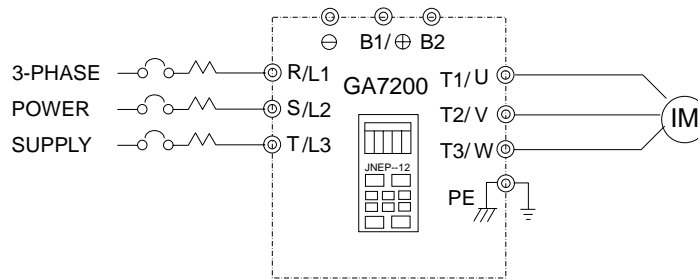 ⊖ B1/⊕ B2
3-PHASE
POWER
SUPPLY
R/L1
S/L2
T/L3
GA7200
JNEP--12
T1/U
T2/V
T3/W
PE
IM